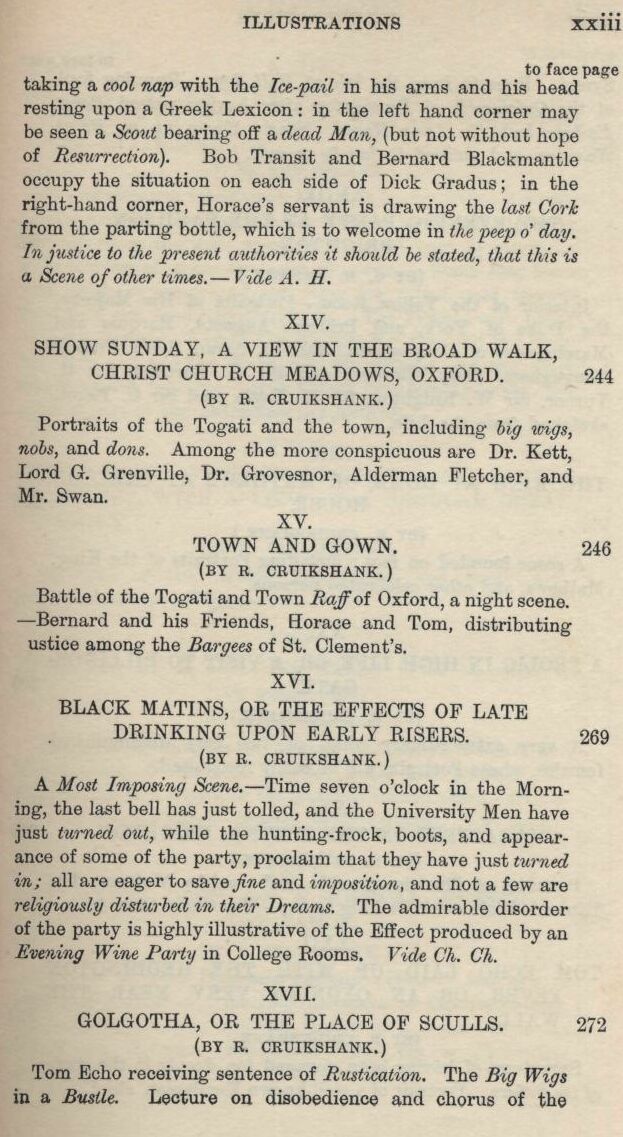 ILLUSTRATIONS xxiii
to face page
taking a cool nap with the Ice-pail in his arms and his head
resting upon a Greek Lexicon: in the left hand corner may
be seen a Scout bearing off a dead Man, (but not without hope
of Resurrection). Bob Transit and Bernard Blackmantle
occupy the situation on each side of Dick Gradus; in the
right-hand corner, Horace's servant is drawing the last Cork
from the parting bottle, which is to welcome in the peep o' day.
In justice to the present authorities it should be stated, that this is
a Scene of other times.—Vide A. H.
XIV.
SHOW SUNDAY, A VIEW IN THE BROAD WALK,
CHRIST CHURCH MEADOWS, OXFORD. 244
(BY R. CRUIKSHANK.)
Portraits of the Togati and the town, including big wigs,
nobs, and dons. Among the more conspicuous are Dr. Kett,
Lord G. Grenville, Dr. Grovesnor, Alderman Fletcher, and
Mr. Swan.
XV.
TOWN AND GOWN. 246
(BY R. CRUIKSHANK.)
Battle of the Togati and Town Raff of Oxford, a night scene.
—Bernard and his Friends, Horace and Tom, distributing
ustice among the Bargees of St. Clement's.
XVI.
BLACK MATINS, OR THE EFFECTS OF LATE
DRINKING UPON EARLY RISERS. 269
(BY R. CRUIKSHANK.)
A Most Imposing Scene.—Time seven o'clock in the Morn-
ing, the last bell has just tolled, and the University Men have
just turned out, while the hunting-frock, boots, and appear-
ance of some of the party, proclaim that they have just turned
in; all are eager to save fine and imposition, and not a few are
religiously disturbed in their Dreams. The admirable disorder
of the party is highly illustrative of the Effect produced by an
Evening Wine Party in College Rooms. Vide Ch. Ch.
XVII.
GOLGOTHA, OR THE PLACE OF SCULLS. 272
(BY R. CRUIKSHANK.)
Tom Echo receiving sentence of Rustication. The Big Wigs
in a Bustle. Lecture on disobedience and chorus of the